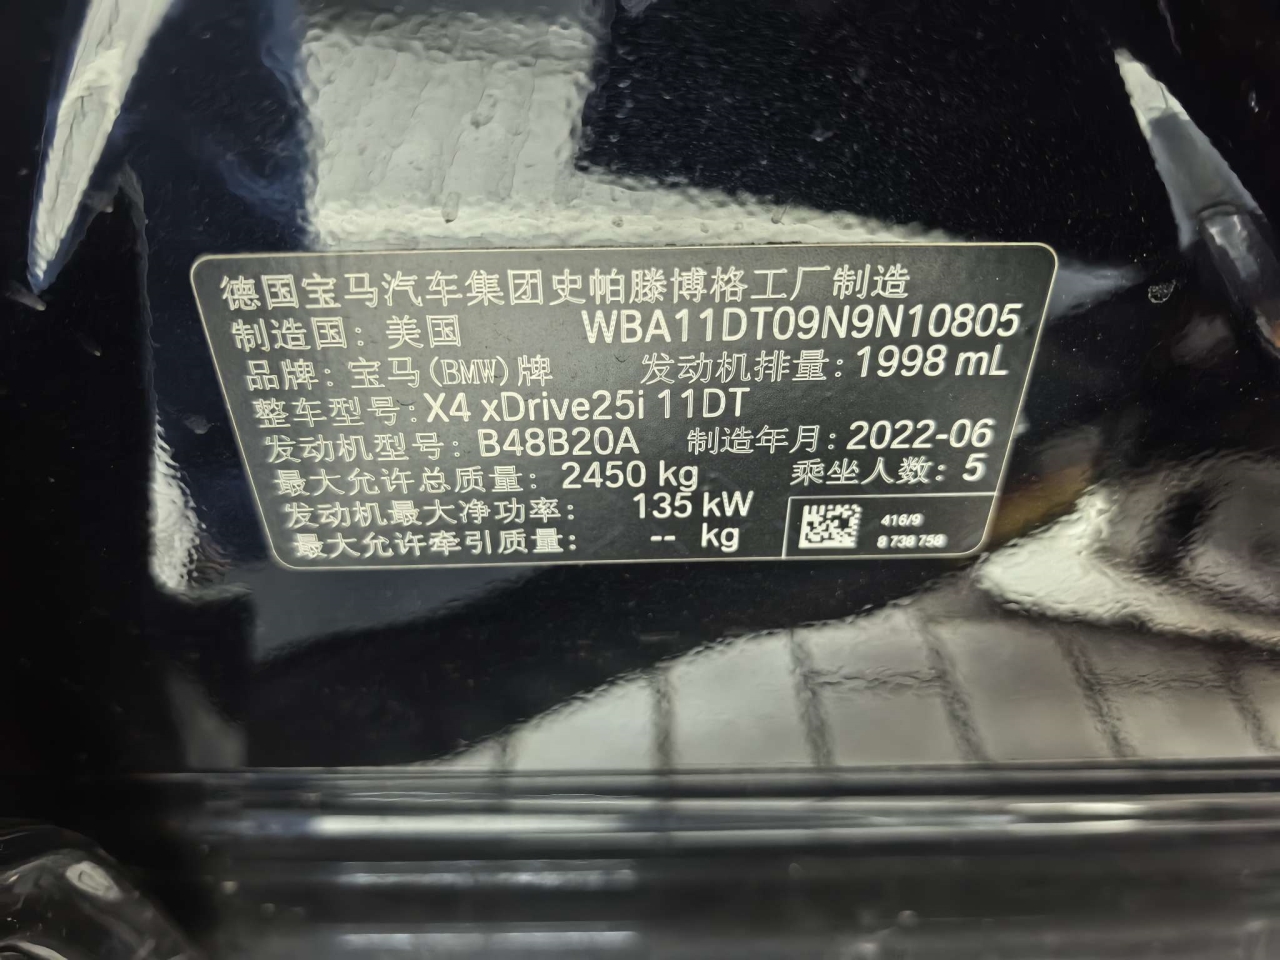 德国宝马汽车集团史帕滕博格工厂制造
制造国: 美国 WBA11DT09N9N10805
品牌: 宝马(BMW)牌 发动机排量: 1998 mL
整车型号: X4 xDrive25i 11DT
发动机型号: B48B20A 制造年月: 2022-06
最大允许总质量: 2450 kg 乘坐人数: 5
发动机最大净功率: 135 kW
最大允许牵引质量: -- kg
416/9
8 738 758